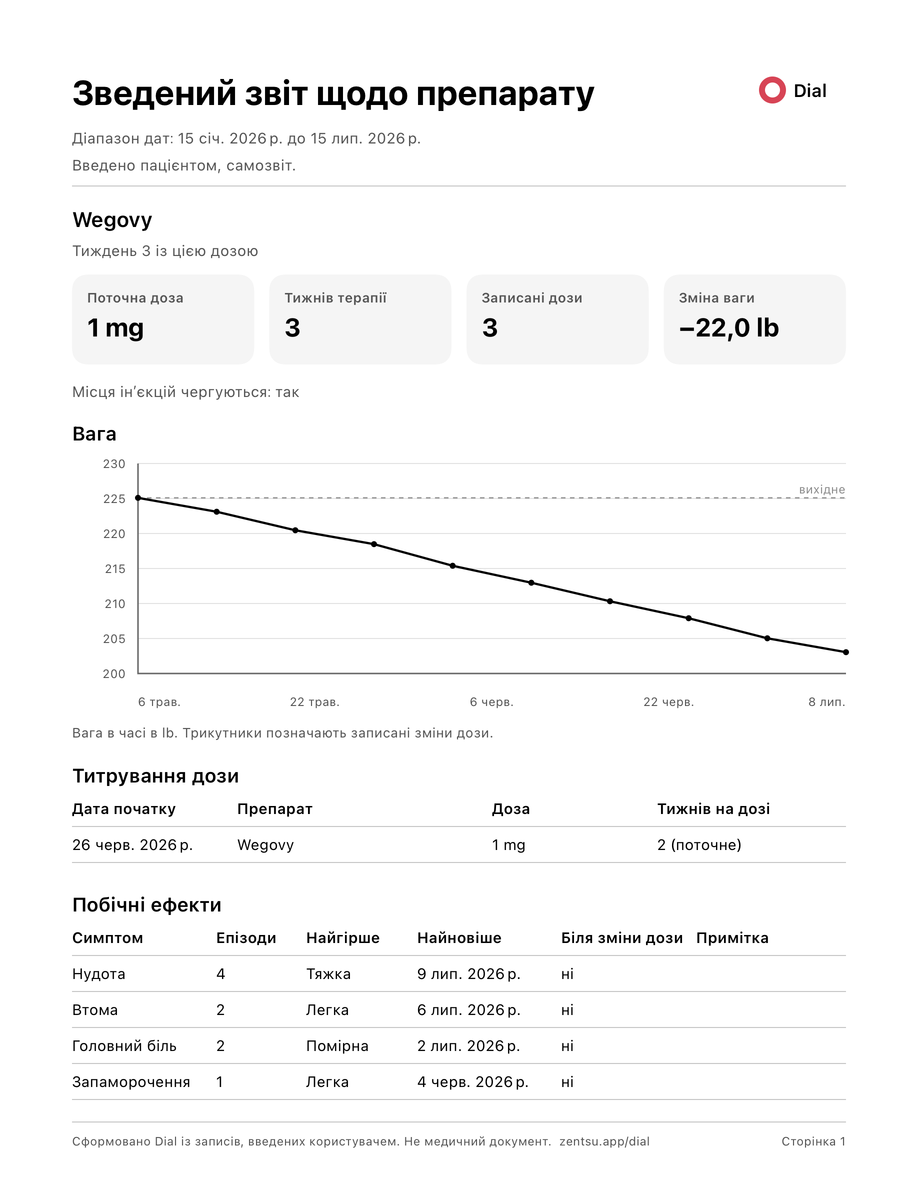 Зведений звіт щодо препарату
Dial
Діапазон дат: 15 січ. 2026 р. до 15 лип. 2026 р.
Введено пацієнтом, самозвіт.
Wegovy
Тиждень 3 із цією дозою
Поточна доза
1 mg
Тижнів терапії
3
Записані дози
3
Зміна ваги
−22,0 lb
Місця ін’єкцій чергуються: так
Вага
230
вихідне
225
220
215
210
205
200
6 трав. 22 трав. 6 черв. 22 черв. 8 лип.
Вага в часі в lb. Трикутники позначають записані зміни дози.
Титрування дози
Дата початку Препарат Доза Тижнів на дозі
26 черв. 2026 р. Wegovy 1 mg 2 (поточне)
Побічні ефекти
Симптом Епізоди Найгірше Найновіше Біля зміни дози Примітка
Нудота 4 Тяжка 9 лип. 2026 р. ні
Втома 2 Легка 6 лип. 2026 р. ні
Головний біль 2 Помірна 2 лип. 2026 р. ні
Запаморочення 1 Легка 4 черв. 2026 р. ні
Сформовано Dial із записів, введених користувачем. Не медичний документ. zentsu.app/dial Сторінка 1